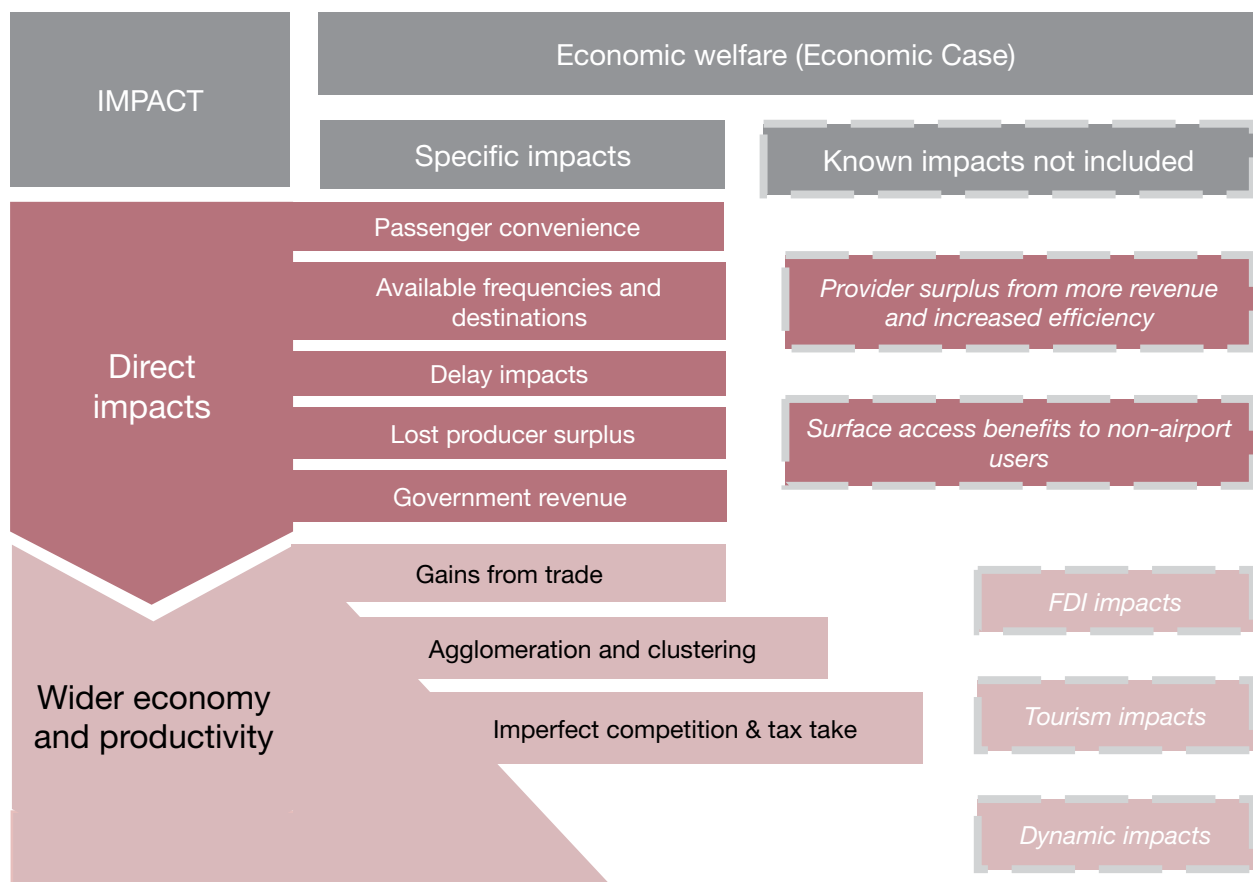 IMPACT
Economic welfare (Economic Case)
Specific impacts
Known impacts not included
Direct
impacts
Passenger convenience
Available frequencies and
destinations
Delay impacts
Lost producer surplus
Government revenue
Provider surplus from more revenue
and increased efficiency
Surface access benefits to non-airport
users
Wider economy
and productivity
Gains from trade
Agglomeration and clustering
Imperfect competition & tax take
FDI impacts
Tourism impacts
Dynamic impacts